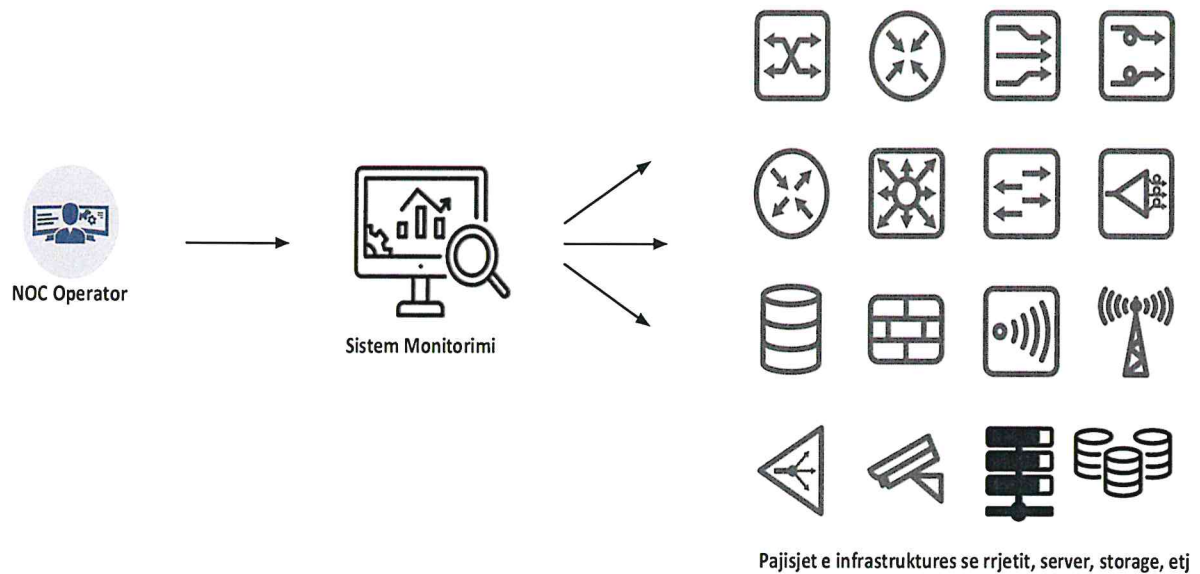 NOC Operator
Sistem Monitorimi
Pajisjet e infrastruktures se rrjetit, server, storage, etj